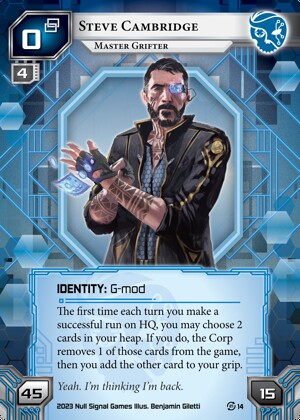 0
STEVE CAMBRIDGE
MASTER GRIFTER
4
IDENTITY: G-mod
The first time each turn you make a
successful run on HQ, you may choose 2
cards in your heap. If you do, the Corp
removes 1 of those cards from the game,
then you add the other card to your grip.
Yeah. I'm thinking I'm back.
45
15
2023 Null Signal Games Illus. Benjamin Giletti
14